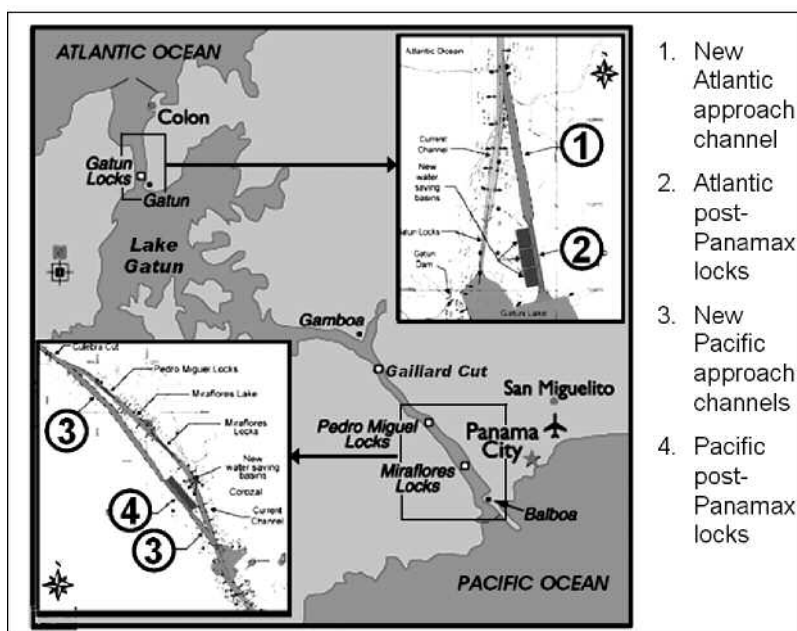 ATLANTIC OCEAN
Colon
Gatun
Locks
Gatun
Lake
Gatun
Gamboa
Gaillard Cut
San Miguelito
Pedro Miguel
Locks
Panama
City
Miraflores
Locks
Balboa
PACIFIC OCEAN
Atlantic Ocean
Current
Channel
New
water
saving
basins
atun Locks
Gatun
Dam
Gatun Lake
1
2
Culebra Cut
Pedro Miguel Locks
Miraflores Lake
Miraflores
Locks
New
water saving
basins
Corozal
Current
Channel
3
4
3
1. New
Atlantic
approach
channel
2. Atlantic
post-
Panamax
locks
3. New
Pacific
approach
channels
4. Pacific
post-
Panamax
locks